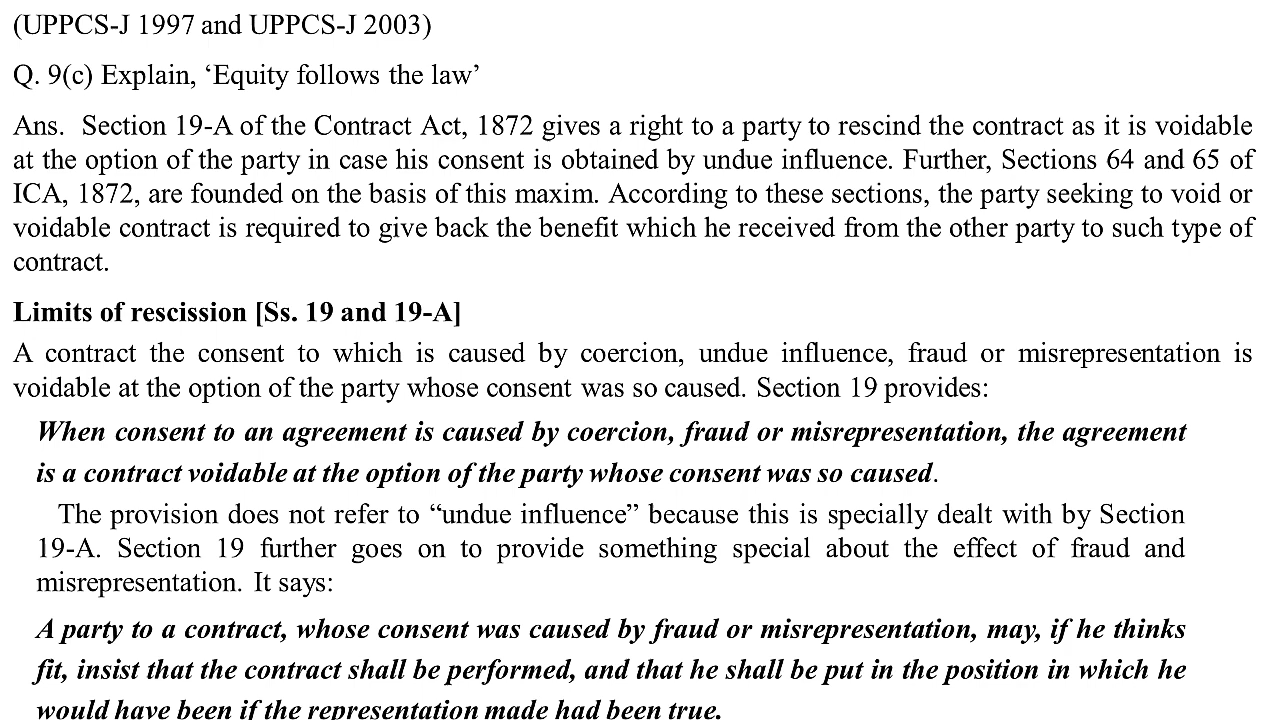 (UPPCS-J 1997 and UPPCS-J 2003)
Q. 9(c) Explain, ‘Equity follows the law’
Ans. Section 19-A of the Contract Act, 1872 gives a right to a party to rescind the contract as it is voidable
at the option of the party in case his consent is obtained by undue influence. Further, Sections 64 and 65 of
ICA, 1872, are founded on the basis of this maxim. According to these sections, the party seeking to void or
voidable contract is required to give back the benefit which he received from the other party to such type of
contract.
Limits of rescission [Ss. 19 and 19-A]
A contract the consent to which is caused by coercion, undue influence, fraud or misrepresentation is
voidable at the option of the party whose consent was so caused. Section 19 provides:
When consent to an agreement is caused by coercion, fraud or misrepresentation, the agreement
is a contract voidable at the option of the party whose consent was so caused.
The provision does not refer to “undue influence” because this is specially dealt with by Section
19-A. Section 19 further goes on to provide something special about the effect of fraud and
misrepresentation. It says:
A party to a contract, whose consent was caused by fraud or misrepresentation, may, if he thinks
fit, insist that the contract shall be performed, and that he shall be put in the position in which he
would have been if the representation made had been true.